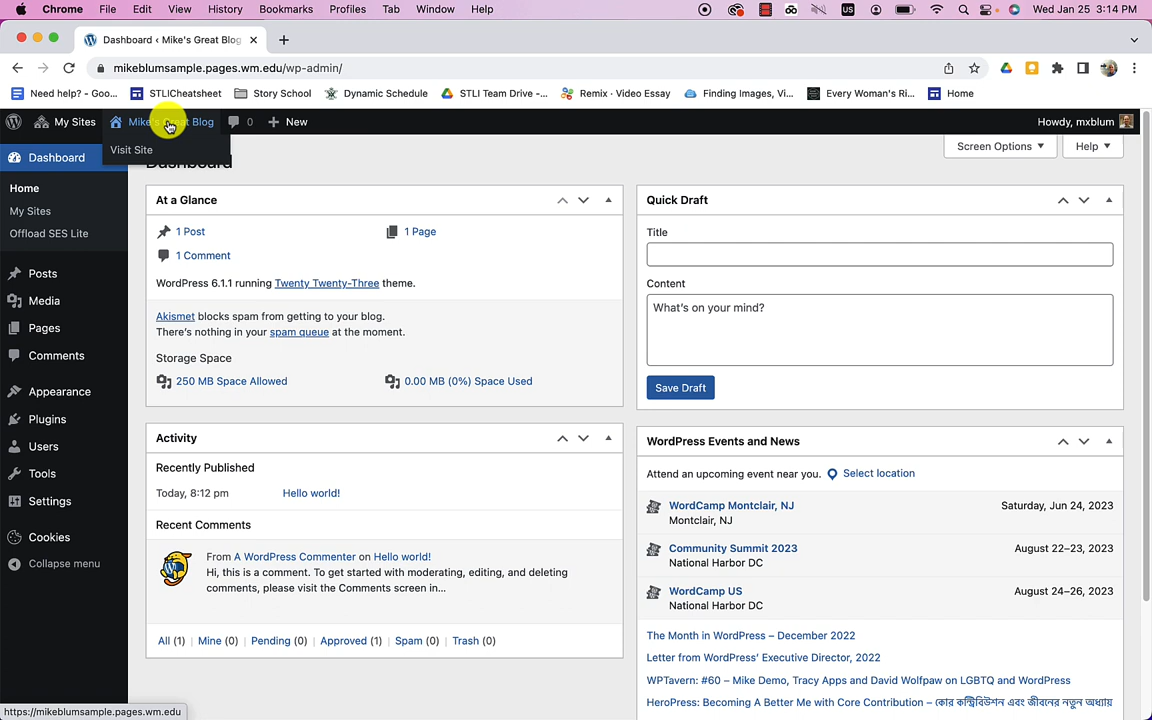 Chrome File Edit View History Bookmarks Profiles Tab Window Help US Wed Jan 25 3:14 PM
Dashboard ‹ Mike's Great Blog
mikeblumsample.pages.wm.edu/wp-admin/
Need help? - Goo... STLICheatsheet Story School Dynamic Schedule STLI Team Drive -... Remix · Video Essay Finding Images, Vi... Every Woman's Ri... Home
My Sites Mike's Great Blog 0 + New Howdy, mxblum
Visit Site
Screen Options ▼ Help ▼
Dashboard
Dashboard
Home
My Sites
Offload SES Lite
Posts
Media
Pages
Comments
Appearance
Plugins
Users
Tools
Settings
Cookies
Collapse menu
At a Glance
1 Post 1 Page
1 Comment
WordPress 6.1.1 running Twenty Twenty-Three theme.
Akismet blocks spam from getting to your blog.
There's nothing in your spam queue at the moment.
Storage Space
250 MB Space Allowed 0.00 MB (0%) Space Used
Activity
Recently Published
Today, 8:12 pm Hello world!
Recent Comments
From A WordPress Commenter on Hello world!
Hi, this is a comment. To get started with moderating, editing, and deleting
comments, please visit the Comments screen in...
All (1) | Mine (0) | Pending (0) | Approved (1) | Spam (0) | Trash (0)
Quick Draft
Title
Content
What's on your mind?
Save Draft
WordPress Events and News
Attend an upcoming event near you. Select location
WordCamp Montclair, NJ Saturday, Jun 24, 2023
Montclair, NJ
Community Summit 2023 August 22–23, 2023
National Harbor DC
WordCamp US August 24–26, 2023
National Harbor DC
The Month in WordPress – December 2022
Letter from WordPress' Executive Director, 2022
WPTavern: #60 – Mike Demo, Tracy Apps and David Wolfpaw on LGBTQ and WordPress
HeroPress: Becoming A Better Me with Core Contribution – কোর কন্ট্রিবিউশন এবং জীবনের নতুন অধ্যায়
https://mikeblumsample.pages.wm.edu